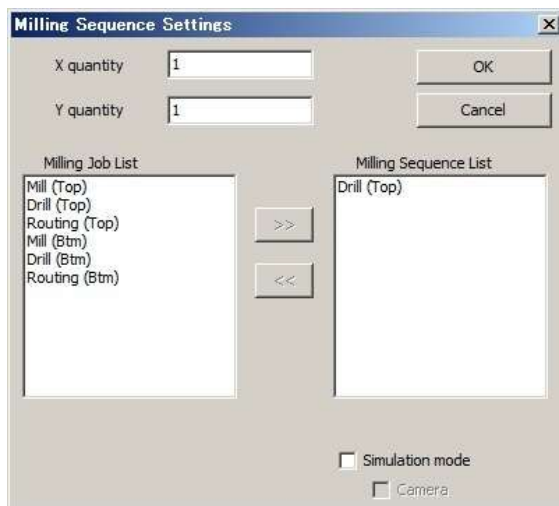 Milling Sequence Settings
X quantity 1 OK
Y quantity 1 Cancel
Milling Job List
Mill (Top)
Drill (Top)
Routing (Top)
Mill (Btm)
Drill (Btm)
Routing (Btm)
>>
<<
Milling Sequence List
Drill (Top)
Simulation mode
Camera